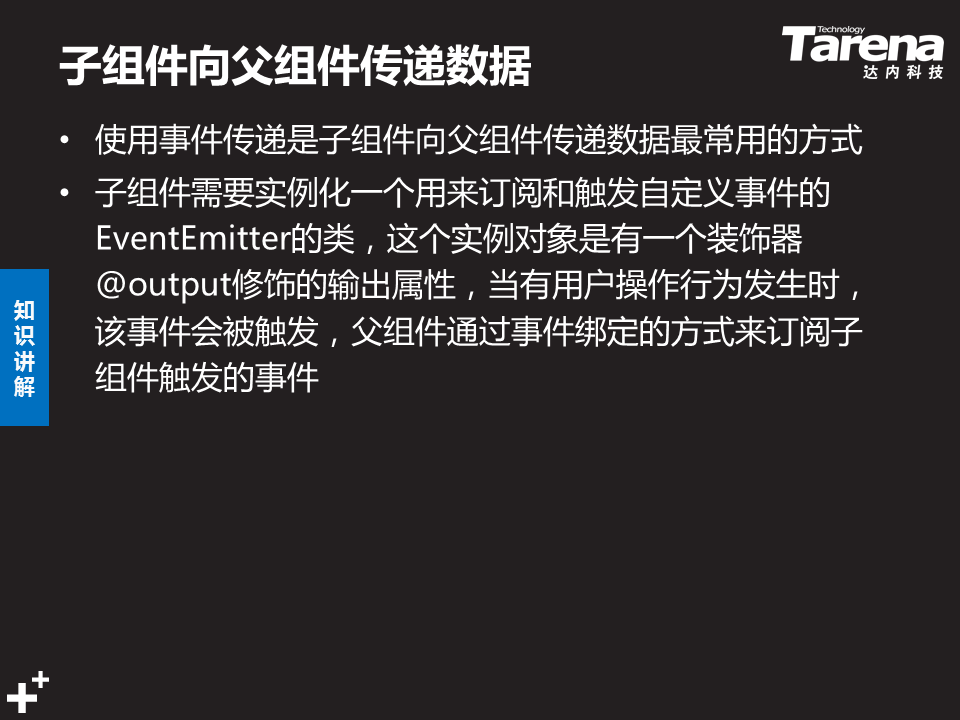 子组件向父组件传递数据
Technology
Tarena
达内科技
• 使用事件传递是子组件向父组件传递数据最常用的方式
• 子组件需要实例化一个用来订阅和触发自定义事件的
EventEmitter的类，这个实例对象是有一个装饰器
@output修饰的输出属性，当有用户操作行为发生时，
该事件会被触发，父组件通过事件绑定的方式来订阅子
组件触发的事件
知
识
讲
解